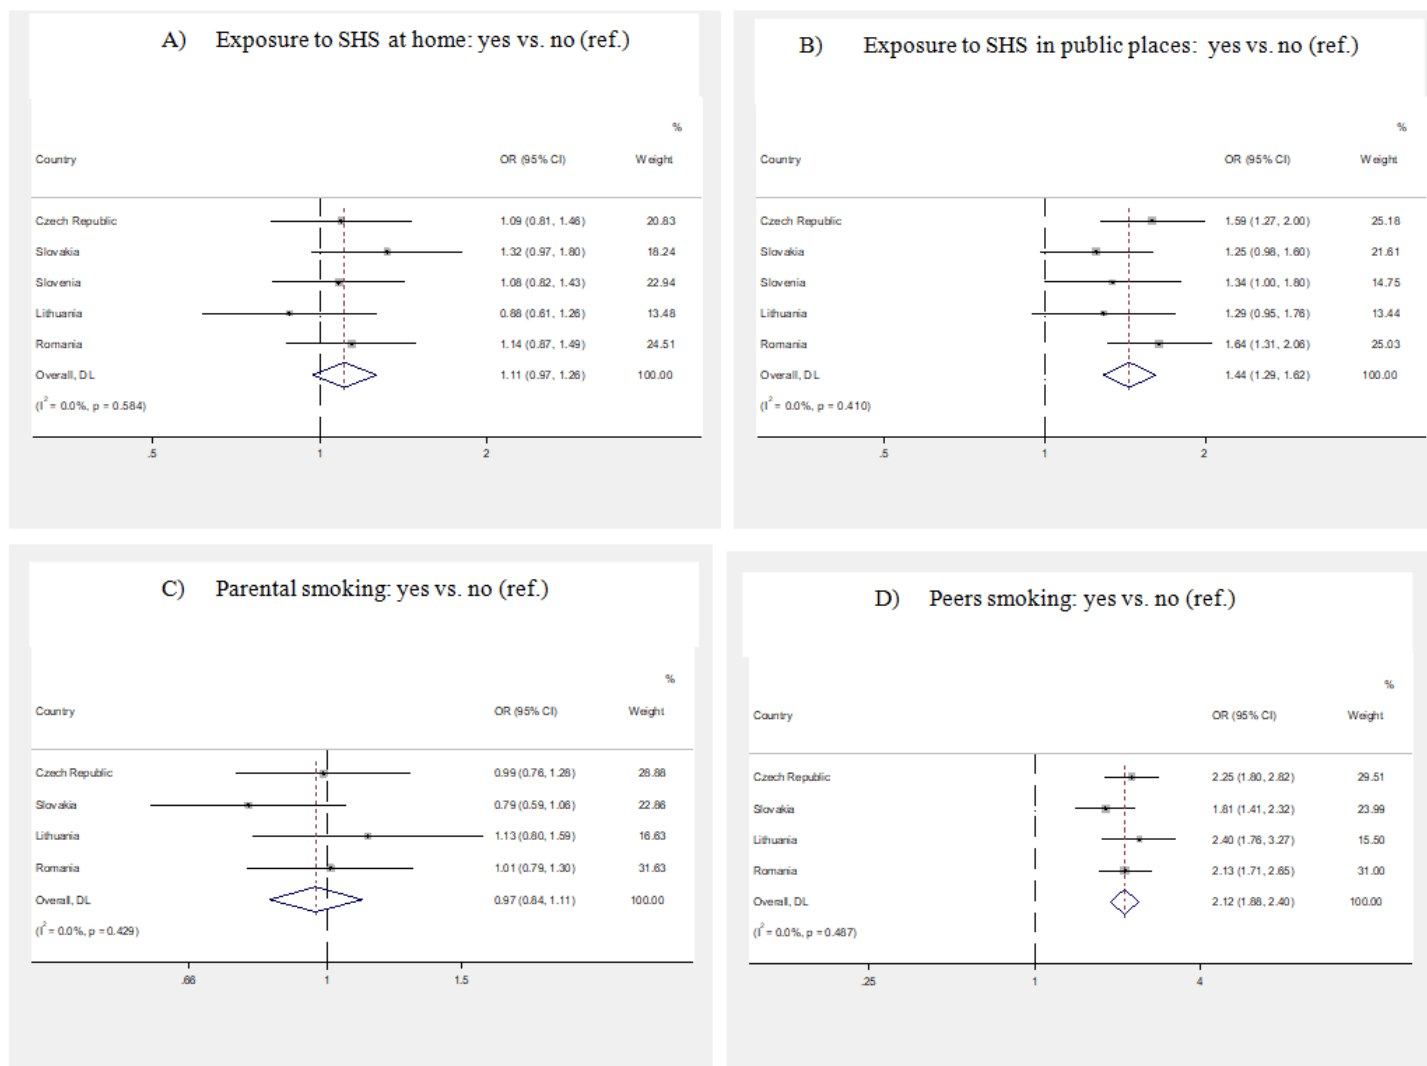 A) Exposure to SHS at home: yes vs. no (ref.)
%
Country OR (95% CI) Weight
Czech Republic 1.09 (0.81, 1.46) 20.83
Slovakia 1.32 (0.97, 1.80) 18.24
Slovenia 1.08 (0.82, 1.43) 22.94
Lithuania 0.88 (0.61, 1.26) 13.48
Romania 1.14 (0.87, 1.49) 24.51
Overall, DL 1.11 (0.97, 1.26) 100.00
(I² = 0.0%, p = 0.584)
.5 1 2
B) Exposure to SHS in public places: yes vs. no (ref.)
%
Country OR (95% CI) Weight
Czech Republic 1.59 (1.27, 2.00) 25.18
Slovakia 1.25 (0.98, 1.60) 21.61
Slovenia 1.34 (1.00, 1.80) 14.75
Lithuania 1.29 (0.95, 1.76) 13.44
Romania 1.64 (1.31, 2.06) 25.03
Overall, DL 1.44 (1.29, 1.62) 100.00
(I² = 0.0%, p = 0.410)
.5 1 2
C) Parental smoking: yes vs. no (ref.)
%
Country OR (95% CI) Weight
Czech Republic 0.99 (0.76, 1.28) 28.88
Slovakia 0.79 (0.59, 1.06) 22.86
Lithuania 1.13 (0.80, 1.59) 16.63
Romania 1.01 (0.79, 1.30) 31.63
Overall, DL 0.97 (0.84, 1.11) 100.00
(I² = 0.0%, p = 0.429)
.66 1 1.5
D) Peers smoking: yes vs. no (ref.)
%
Country OR (95% CI) Weight
Czech Republic 2.25 (1.80, 2.82) 29.51
Slovakia 1.81 (1.41, 2.32) 23.99
Lithuania 2.40 (1.76, 3.27) 15.50
Romania 2.13 (1.71, 2.65) 31.00
Overall, DL 2.12 (1.88, 2.40) 100.00
(I² = 0.0%, p = 0.487)
.25 1 4